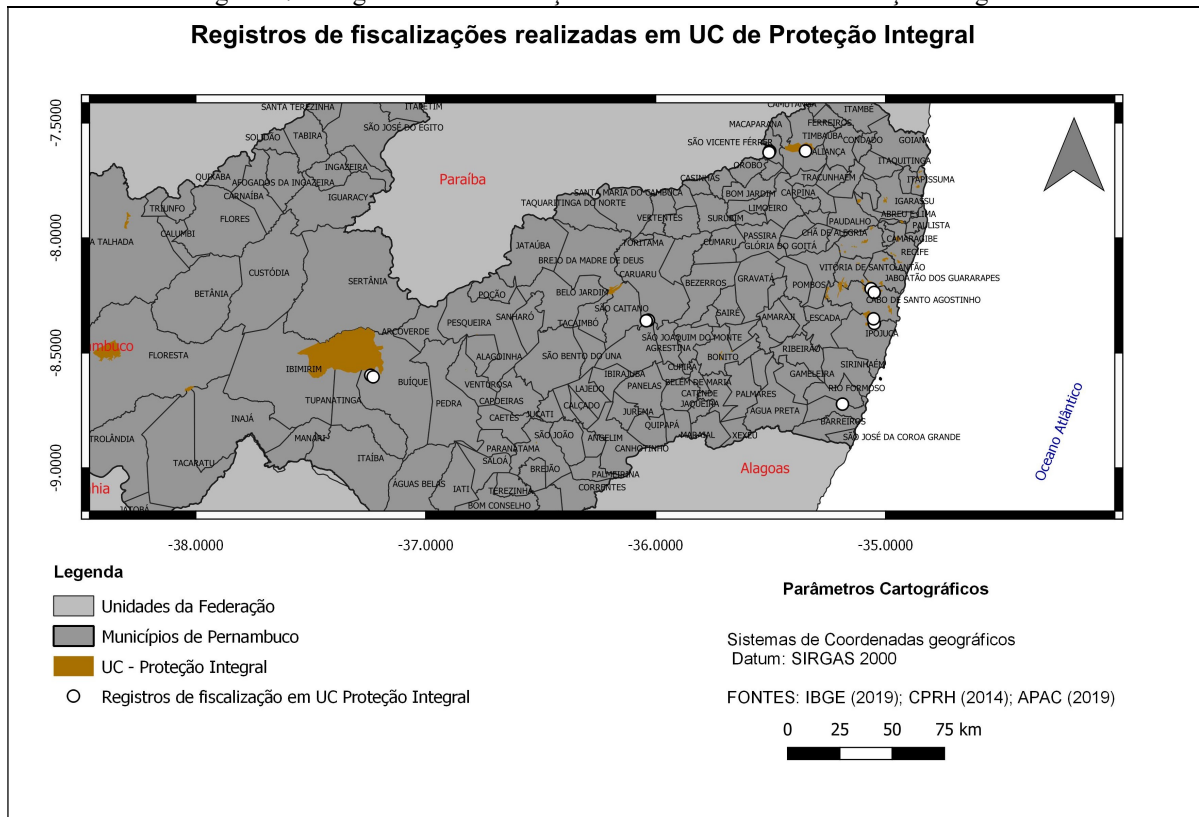 Registros de fiscalizações realizadas em UC de Proteção Integral
-7.5000
-8.0000
-8.5000
-9.0000
SANTA TEREZINHA
ITAPETIM
SÃO JOSÉ DO EGITO
SOLIDÃO
TABIRA
INGAZEIRA
QUIXABA
AFOGADOS DA INGAZEIRA
CARNAÍBA
IGUARACY
TRIUNFO
FLORES
CALUMBI
A TALHADA
CUSTÓDIA
BETÂNIA
SERTÂNIA
Paraíba
CAMUTANGA
ITAMBÉ
MACAPARANA
FERREIROS
TIMBAÚBA
SÃO VICENTE FÉRRER
CONDADO
GOIANA
ALIANÇA
OROBÓ
ITAQUITINGA
CASINHAS
TRACUNHAÉM
ITAPISSUMA
SANTA MARIA DO CAMBUCÁ
BOM JARDIM
CARPINA
TAQUARITINGA DO NORTE
LIMOEIRO
IGARASSU
VERTENTES
SURUBIM
ABREU E LIMA
PAUDALHO
PAULISTA
PASSIRA
CHÃ DE ALEGRIA
JATAÚBA
TORITAMA
CUMARU
GLÓRIA DO GOITÁ
CAMARAGIBE
BREJO DA MADRE DE DEUS
RECIFE
CARUARU
VITÓRIA DE SANTO ANTÃO
BEZERROS
GRAVATÁ
POMBOS
JABOATÃO DOS GUARARAPES
POÇÃO
BELO JARDIM
CABO DE SANTO AGOSTINHO
SÃO CAITANO
SAIRÉ
SANHARÓ
PESQUEIRA
TACAIMBÓ
ESCADA
ARCOVERDE
IPOJUCA
SÃO JOAQUIM DO MONTE
AGRESTINA
RIBEIRÃO
mbuco
FLORESTA
ALAGOINHA
SÃO BENTO DO UNA
BONITO
SIRINHAÉM
IBIMIRIM
CUPIRA
IBIRAJUBA
GAMELEIRA
BUÍQUE
VENTUROSA
LAJEDO
PANELAS
BELÉM DE MARIA
RIO FORMOSO
TUPANATINGA
PEDRA
CAPOEIRAS
CATENDE
PALMARES
CALÇADO
JAQUEIRA
INAJÁ
CAETÉS
JUCATI
JUREMA
ÁGUA PRETA
QUIPAPÁ
BARREIROS
TROLÂNDIA
MANARI
SÃO JOÃO
ANGELIM
MARAIAL
XEXÉU
SÃO JOSÉ DA COROA GRANDE
PARANATAMA
CANHOTINHO
TACARATU
ITAÍBA
SALOÁ
BREJÃO
Alagoas
ÁGUAS BELAS
IATI
TEREZINHA
PALMEIRINA
CORRENTES
hia
BOM CONSELHO
JATOBÁ
Oceano Atlântico
-38.0000
-37.0000
-36.0000
-35.0000
Legenda
Unidades da Federação
Municípios de Pernambuco
UC - Proteção Integral
Registros de fiscalização em UC Proteção Integral
Parâmetros Cartográficos
Sistemas de Coordenadas geográficos
Datum: SIRGAS 2000
FONTES: IBGE (2019); CPRH (2014); APAC (2019)
0 25 50 75 km